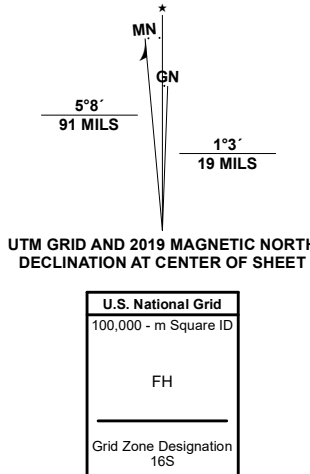 ★
MN
GN
5°8´
91 MILS
1°3´
19 MILS
UTM GRID AND 2019 MAGNETIC NORTH
DECLINATION AT CENTER OF SHEET
U.S. National Grid
100,000 - m Square ID
FH
Grid Zone Designation
16S